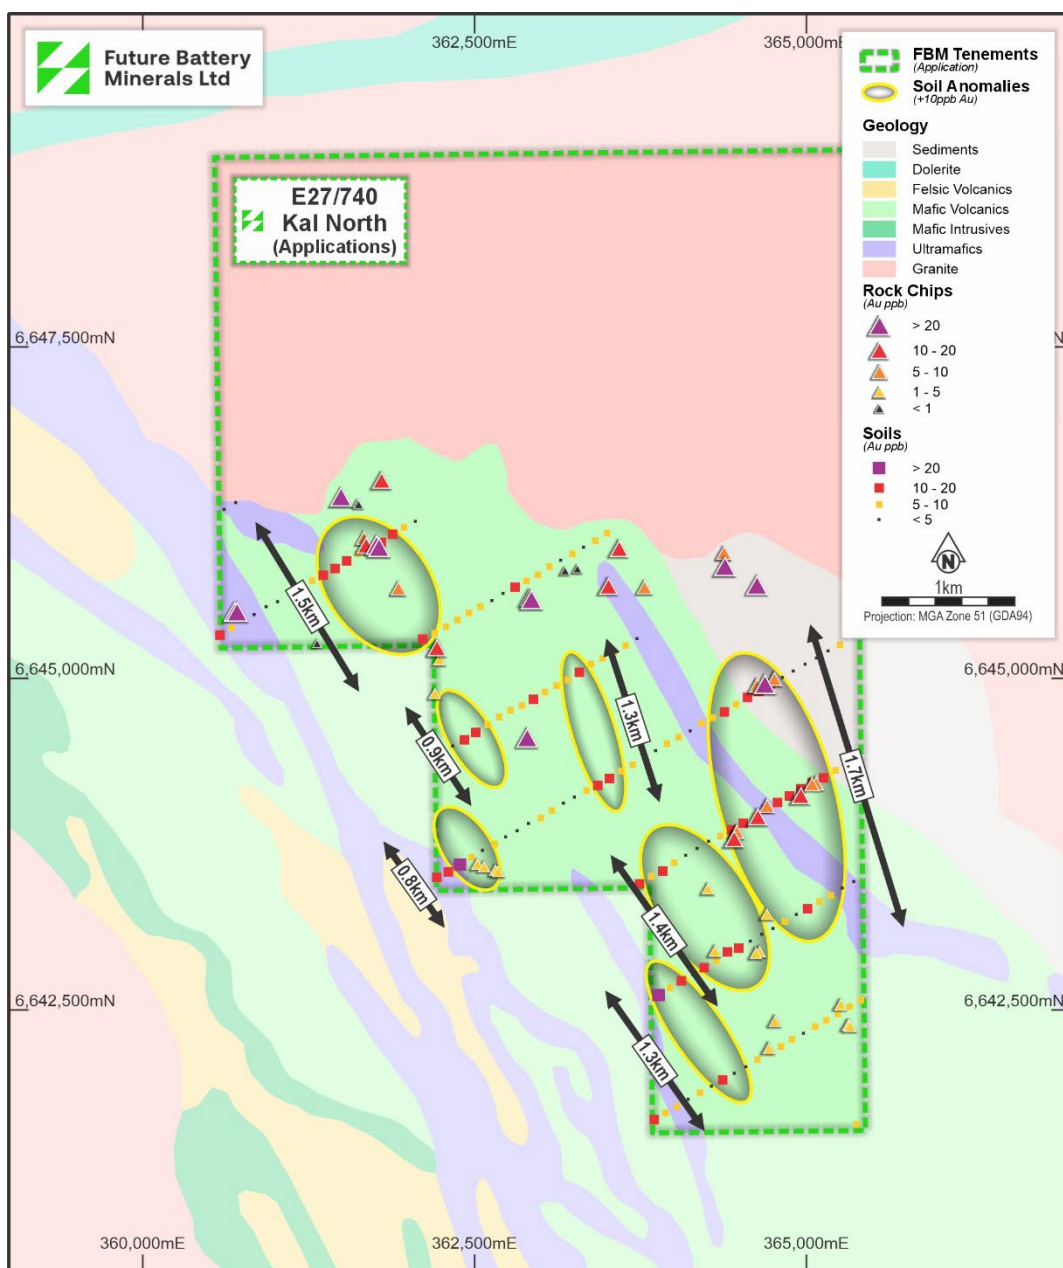 362,500mE
365,000mE
Future Battery
Minerals Ltd
FBM Tenements
(Application)
Soil Anomalies
(+10ppb Au)
Geology
Sediments
Dolerite
Felsic Volcanics
Mafic Volcanics
Mafic Intrusives
Ultramafics
Granite
Rock Chips
(Au ppb)
> 20
10 - 20
5 - 10
1 - 5
< 1
Soils
(Au ppb)
> 20
10 - 20
5 - 10
< 5
N
1km
Projection: MGA Zone 51 (GDA94)
E27/740
Kal North
(Applications)
6,647,500mN
N
1.5km
6,645,000mN
6,645,000mN
1.3km
0.9km
1.7km
0.8km
1.4km
6,642,500mN
6,642,500mN
1.3km
360,000mE
362,500mE
365,000mE